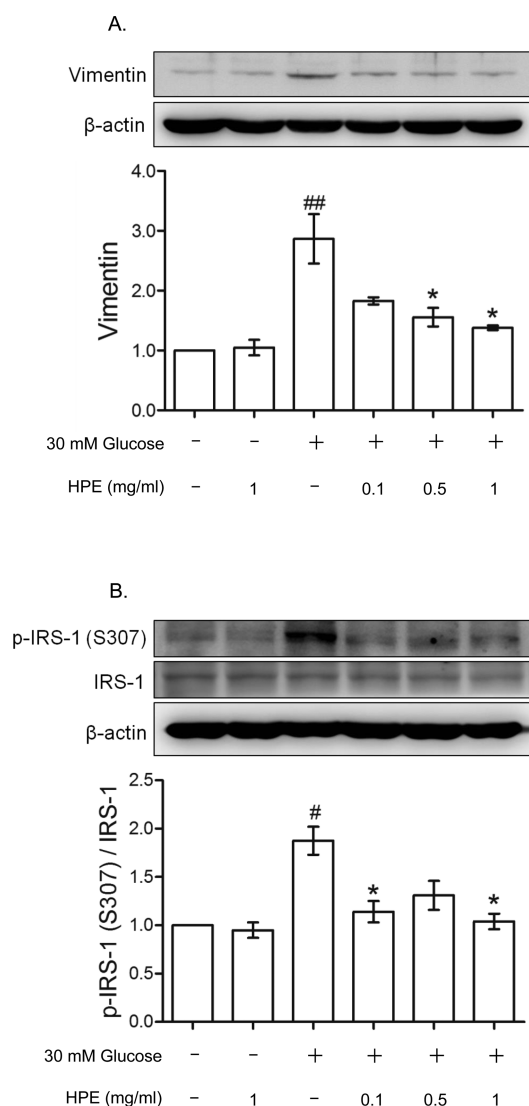 A.
Vimentin
β-actin
4.0
##
3.0
Vimentin
2.0
*
*
1.0
0.0
30 mM Glucose − − + + + +
HPE (mg/ml) − 1 − 0.1 0.5 1
B.
p-IRS-1 (S307)
IRS-1
β-actin
2.5
#
2.0
p-IRS-1 (S307) / IRS-1
1.5
*
*
1.0
0.5
0.0
30 mM Glucose − − + + + +
HPE (mg/ml) − 1 − 0.1 0.5 1